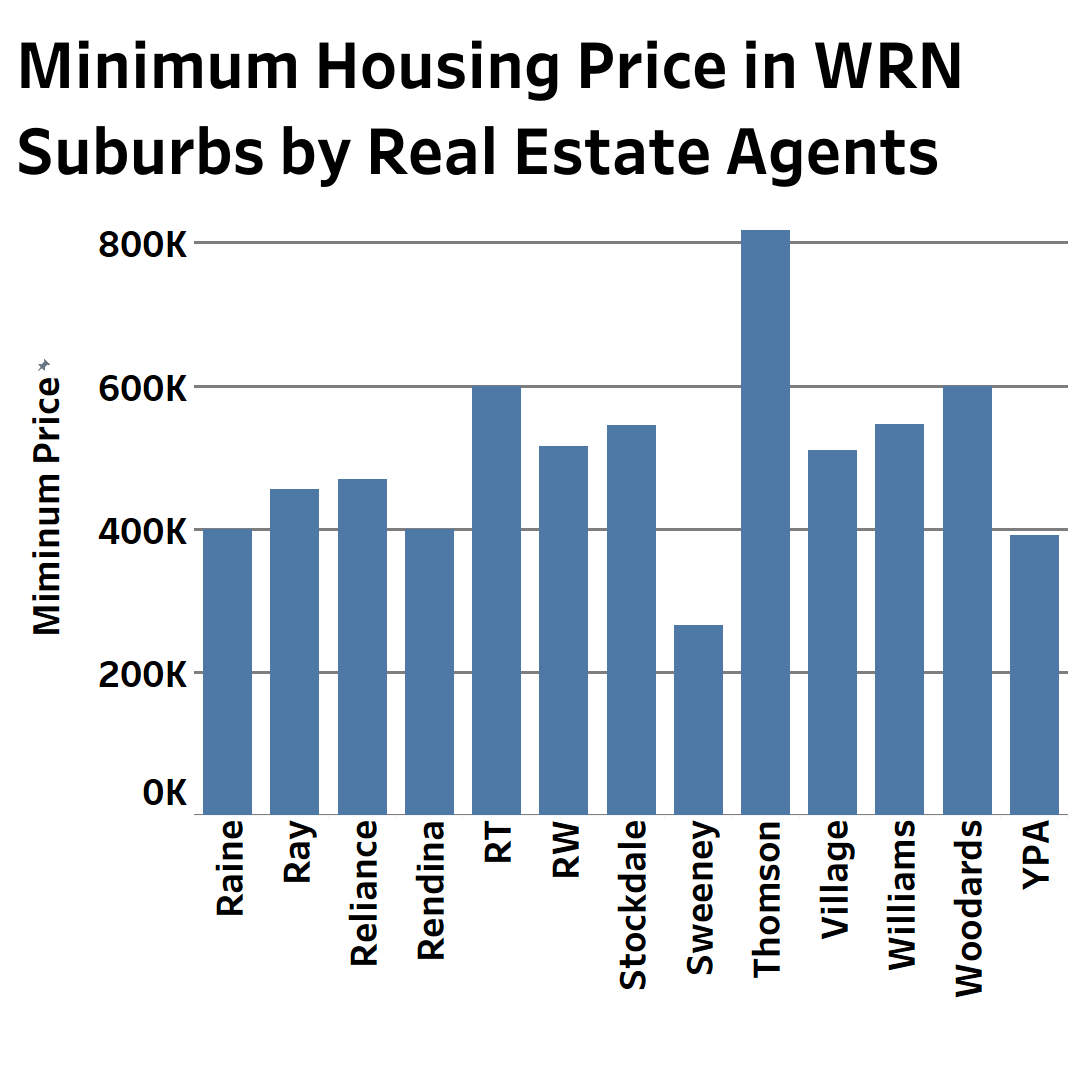 Minimum Housing Price in WRN
Suburbs by Real Estate Agents
800K
600K
400K
200K
0K
Miminum Price
Raine
Ray
Reliance
Rendina
RT
RW
Stockdale
Sweeney
Thomson
Village
Williams
Woodards
YPA